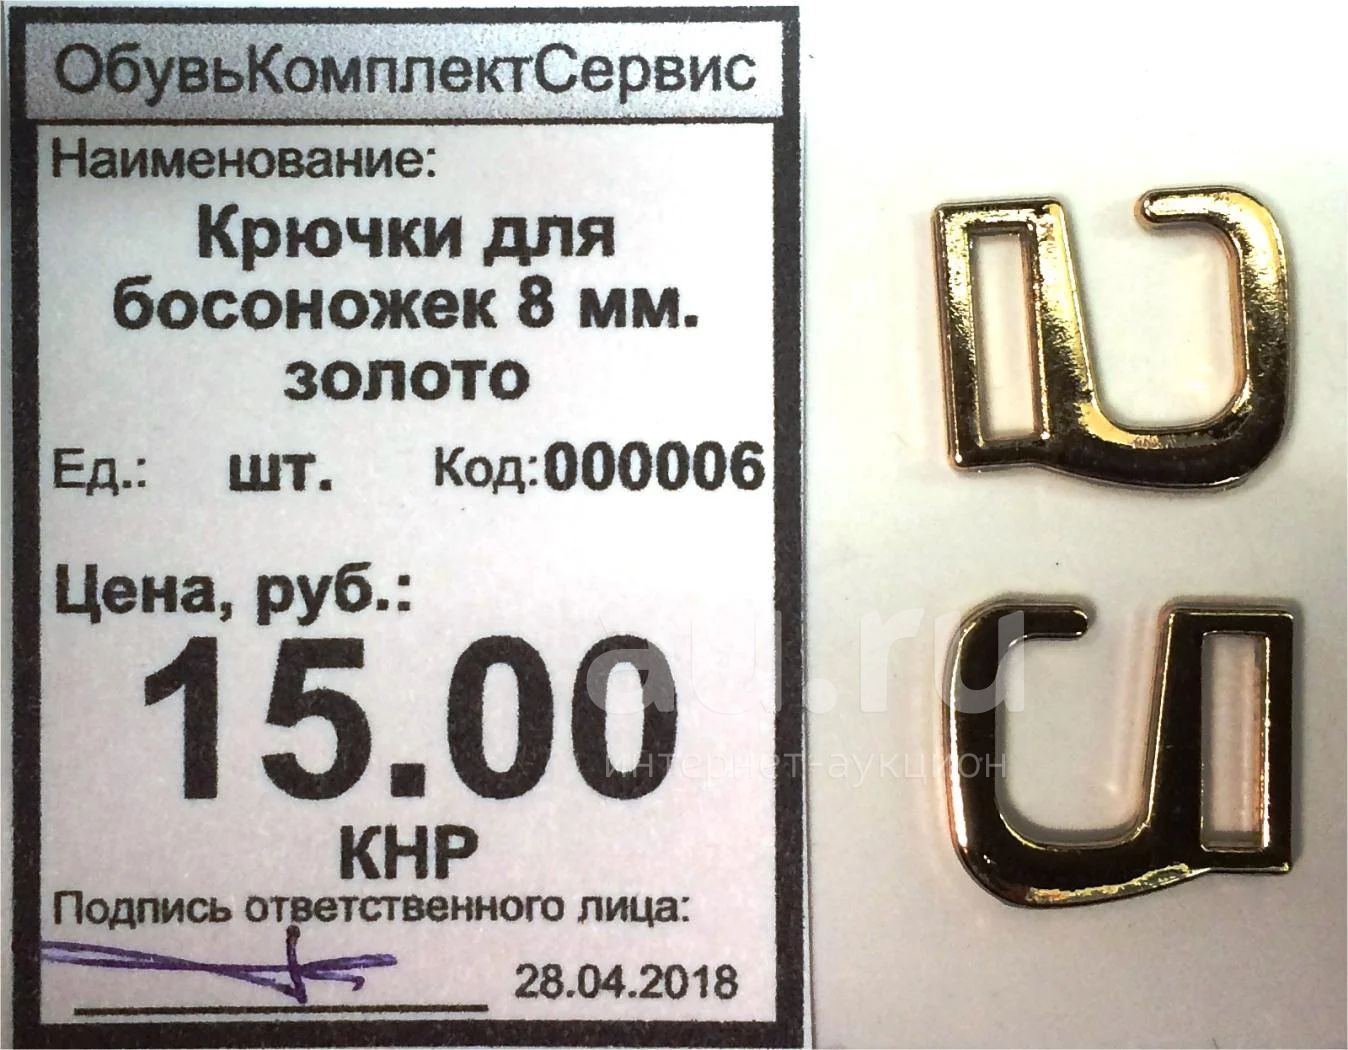 ОбувьКомплектСервис
Наименование:
Крючки для
босоножек 8 мм.
золото
Ед.: шт. Код:000006
Цена, руб.:
15.00
КНР
Подпись ответственного лица:
28.04.2018
au.ru
интернет-аукцион